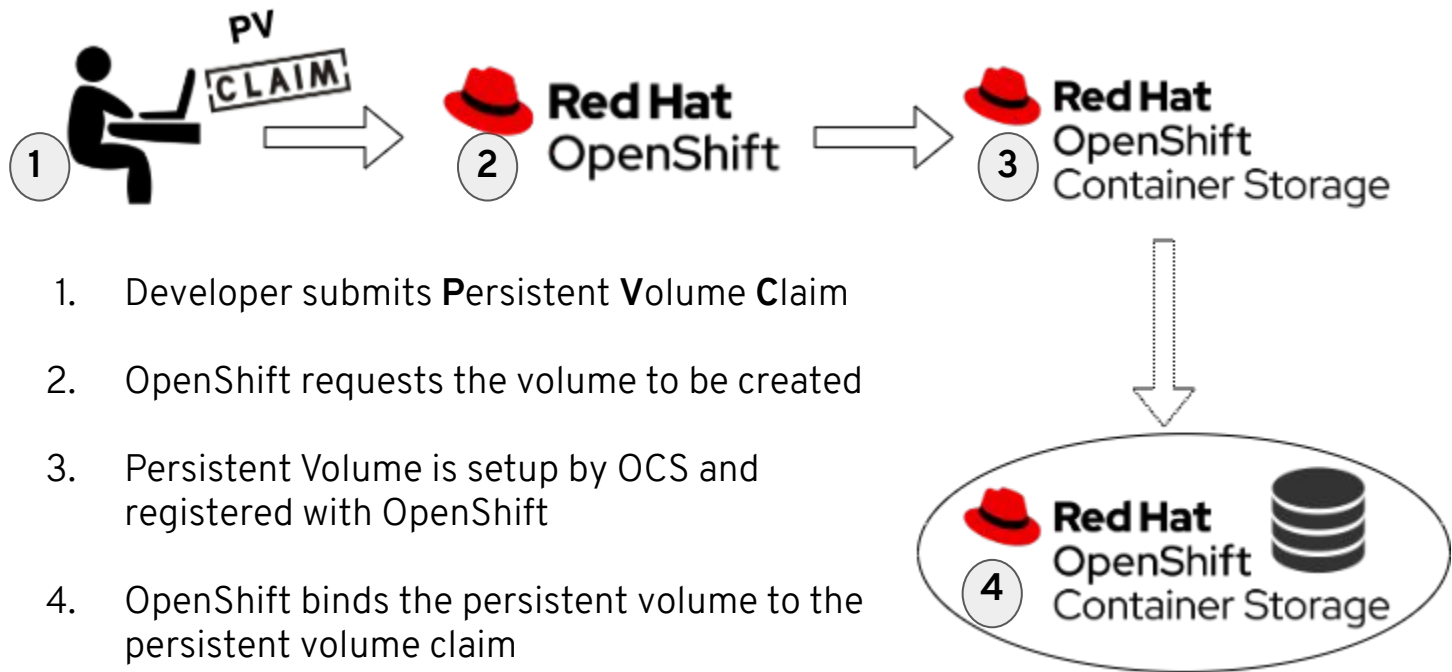 PV
CLAIM
1
2
Red Hat
OpenShift
3
Red Hat
OpenShift
Container Storage
1. Developer submits Persistent Volume Claim
2. OpenShift requests the volume to be created
3. Persistent Volume is setup by OCS and
registered with OpenShift
4. OpenShift binds the persistent volume to the
persistent volume claim
4
Red Hat
OpenShift
Container Storage